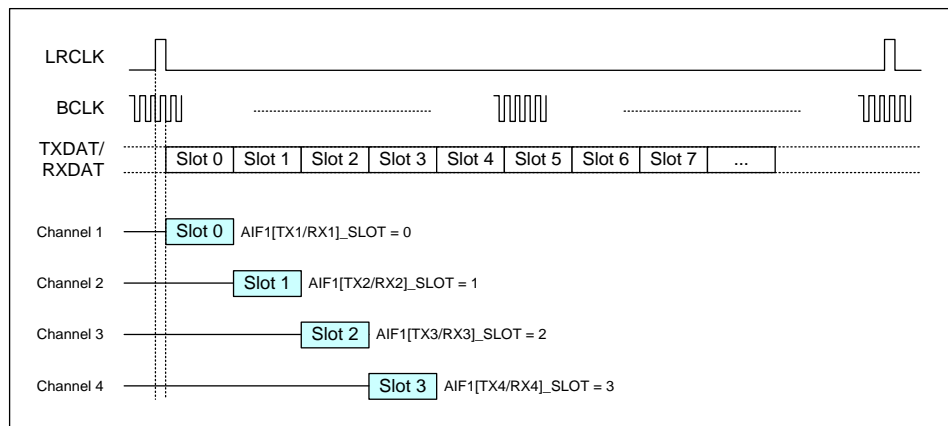 LRCLK
BCLK
TXDAT/
RXDAT
Slot 0 Slot 1 Slot 2 Slot 3 Slot 4 Slot 5 Slot 6 Slot 7 ...
Channel 1 Slot 0 AIF1[TX1/RX1]_SLOT = 0
Channel 2 Slot 1 AIF1[TX2/RX2]_SLOT = 1
Channel 3 Slot 2 AIF1[TX3/RX3]_SLOT = 2
Channel 4 Slot 3 AIF1[TX4/RX4]_SLOT = 3